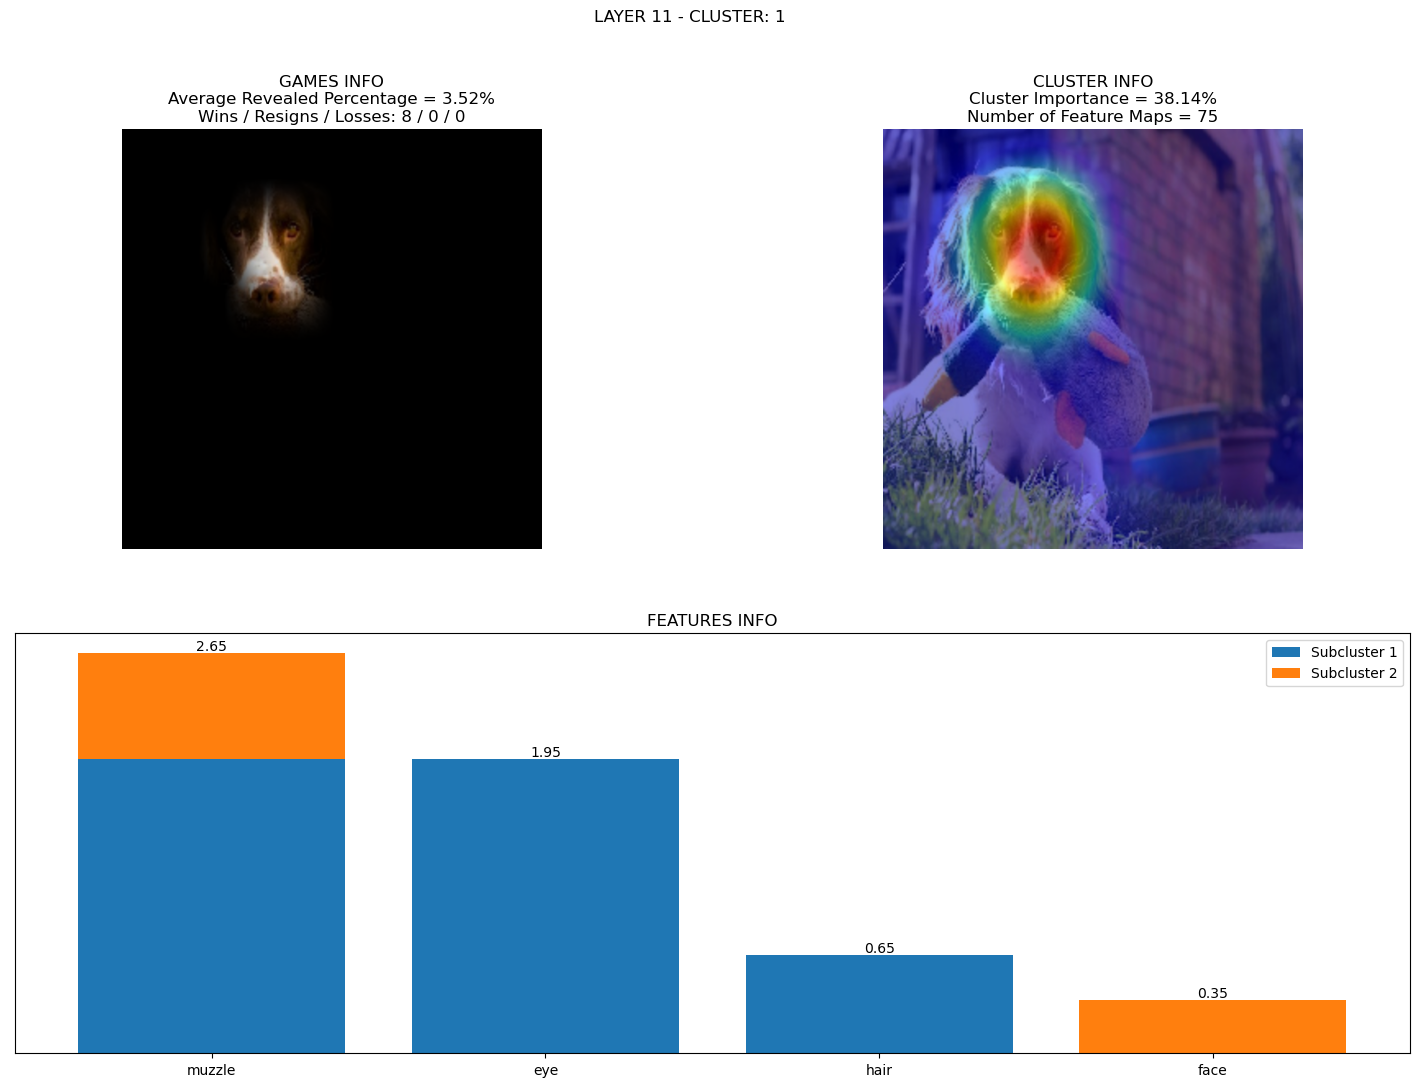 LAYER 11 - CLUSTER: 1
GAMES INFO
Average Revealed Percentage = 3.52%
Wins / Resigns / Losses: 8 / 0 / 0
CLUSTER INFO
Cluster Importance = 38.14%
Number of Feature Maps = 75
FEATURES INFO
2.65
1.95
0.65
0.35
Subcluster 1
Subcluster 2
muzzle
eye
hair
face